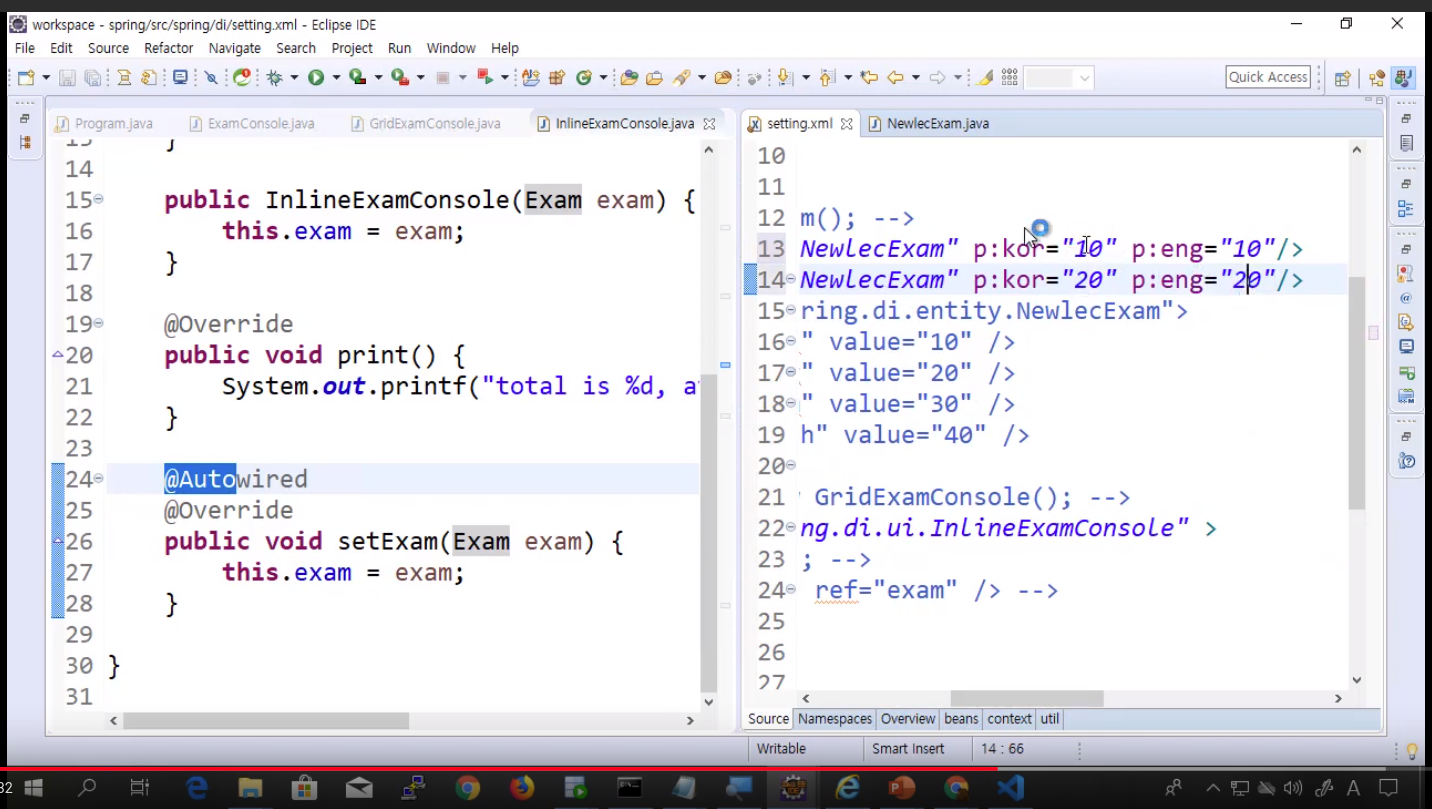 workspace - spring/src/spring/di/setting.xml - Eclipse IDE
File Edit Source Refactor Navigate Search Project Run Window Help
Quick Access
Program.java ExamConsole.java GridExamConsole.java InlineExamConsole.java
14
15 public InlineExamConsole(Exam exam) {
16 this.exam = exam;
17 }
18
19 @Override
20 public void print() {
21 System.out.printf("total is %d, a
22 }
23
24 @Autowired
25 @Override
26 public void setExam(Exam exam) {
27 this.exam = exam;
28 }
29
30 }
31
setting.xml NewlecExam.java
10
11
12 m(); -->
13 NewlecExam" p:kor="10" p:eng="10"/>
14 NewlecExam" p:kor="20" p:eng="20"/>
15 ring.di.entity.NewlecExam">
16 " value="10" />
17 " value="20" />
18 " value="30" />
19 h" value="40" />
20
21 ' GridExamConsole(); -->
22 ng.di.ui.InlineExamConsole" >
23 ; -->
24 ref="exam" /> -->
25
26
27
Source Namespaces Overview beans context util
Writable Smart Insert 14 : 66
32
A